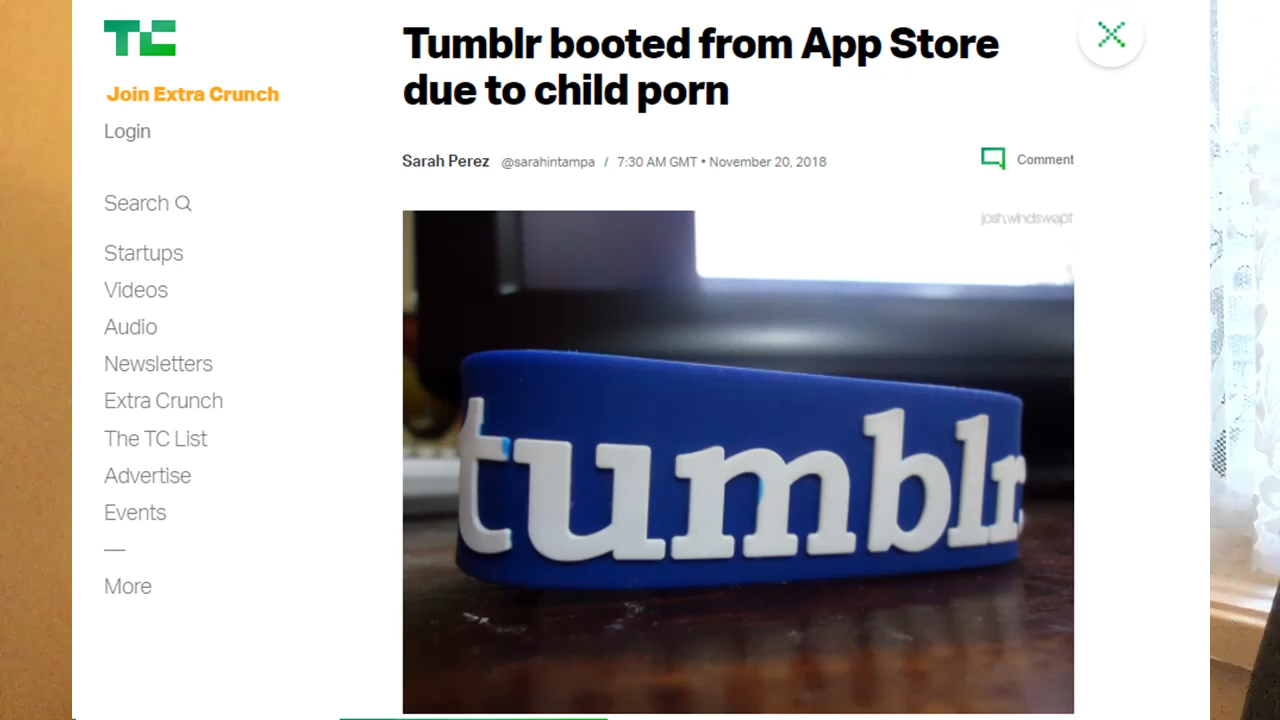 TC
Join Extra Crunch
Login
Search
Startups
Videos
Audio
Newsletters
Extra Crunch
The TC List
Advertise
Events
—
More
Tumblr booted from App Store
due to child porn
Sarah Perez @sarahintampa / 7:30 AM GMT • November 20, 2018
Comment
josh.windswept
tumblr.